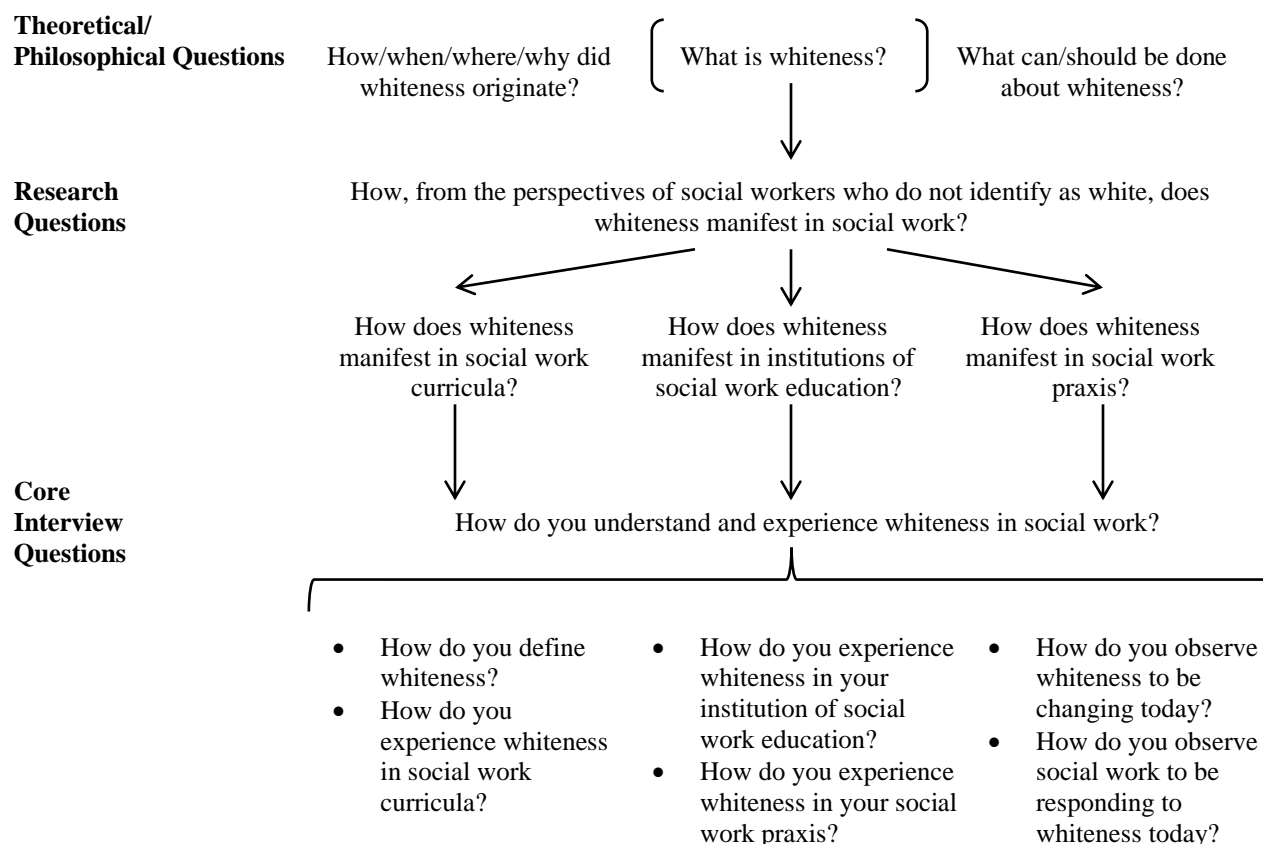 Theoretical/
Philosophical Questions
How/when/where/why did
whiteness originate?
What is whiteness?
What can/should be done
about whiteness?
Research
Questions
How, from the perspectives of social workers who do not identify as white, does
whiteness manifest in social work?
How does whiteness
manifest in social work
curricula?
How does whiteness
manifest in institutions of
social work education?
How does whiteness
manifest in social work
praxis?
Core
Interview
Questions
How do you understand and experience whiteness in social work?
• How do you define
whiteness?
• How do you
experience whiteness
in social work
curricula?
• How do you experience
whiteness in your
institution of social
work education?
• How do you experience
whiteness in your social
work praxis?
• How do you observe
whiteness to be
changing today?
• How do you observe
social work to be
responding to
whiteness today?